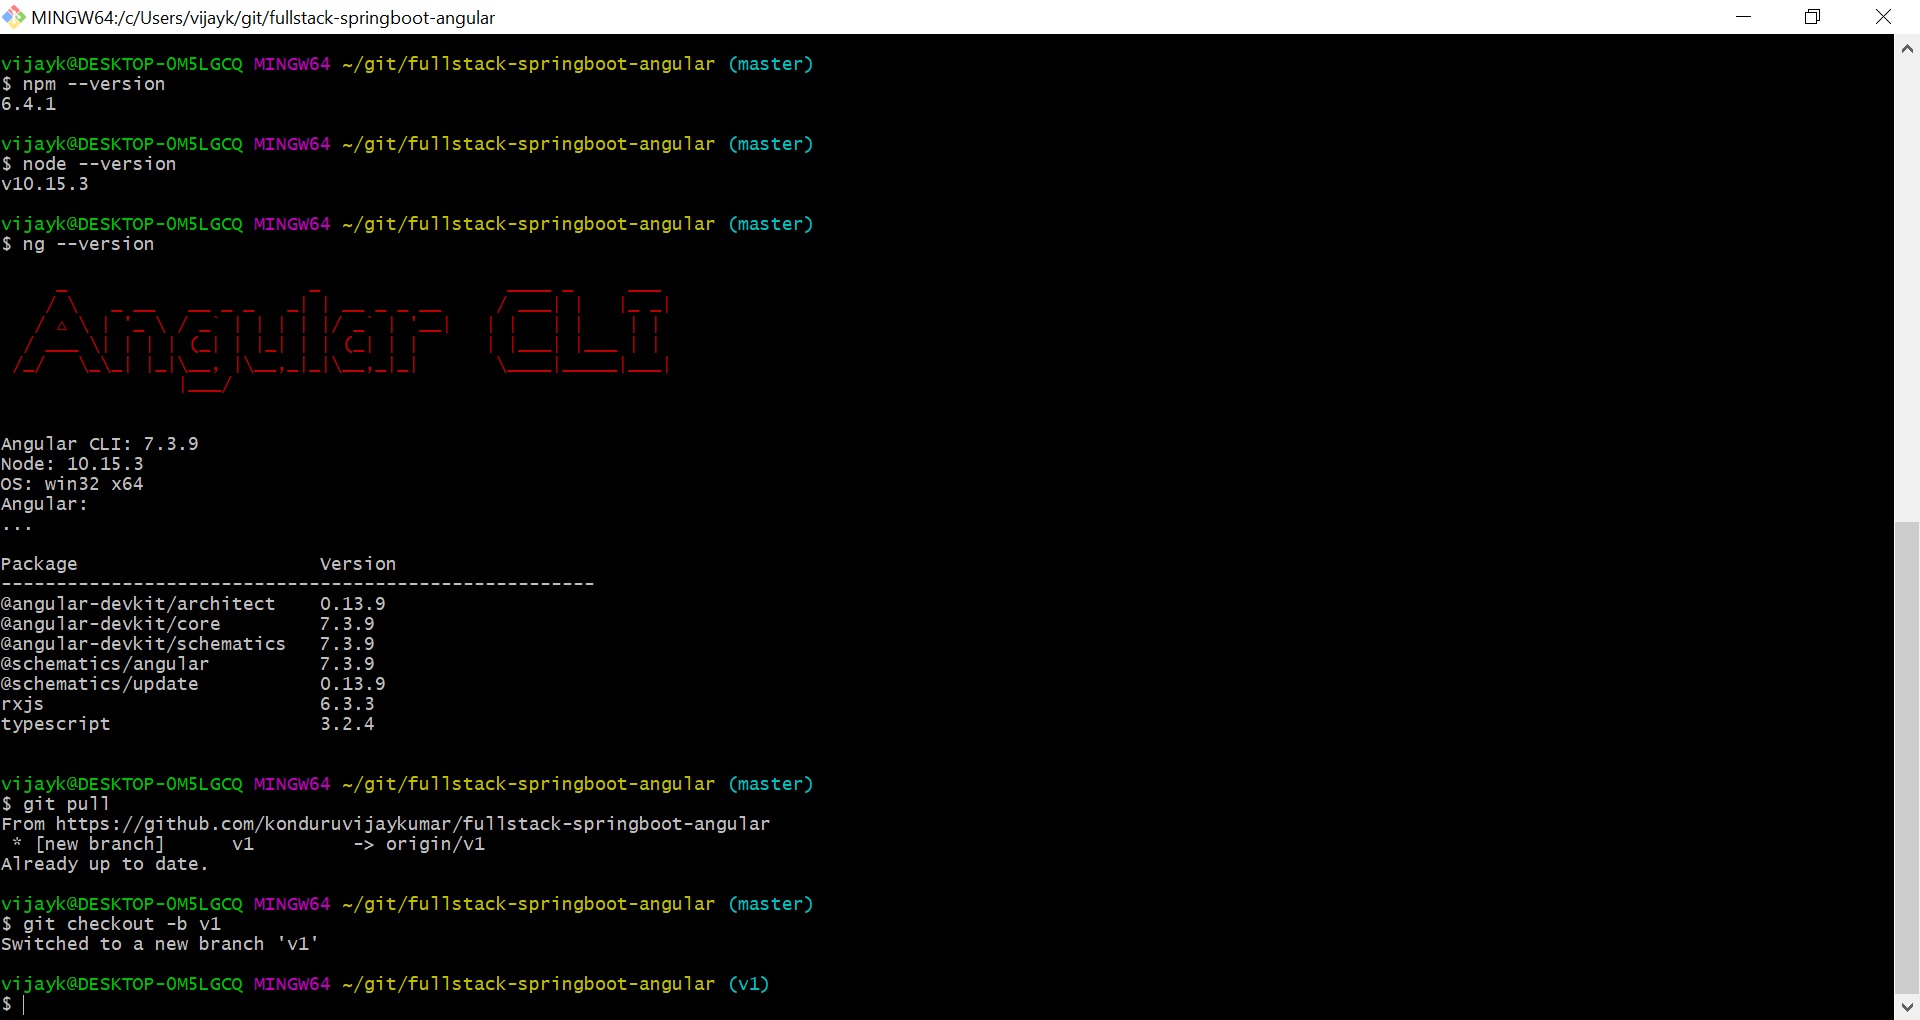 MINGW64:/c/Users/vijayk/git/fullstack-springboot-angular
vijayk@DESKTOP-OM5LGCQ MINGW64 ~/git/fullstack-springboot-angular (master)
$ npm --version
6.4.1
vijayk@DESKTOP-OM5LGCQ MINGW64 ~/git/fullstack-springboot-angular (master)
$ node --version
v10.15.3
vijayk@DESKTOP-OM5LGCQ MINGW64 ~/git/fullstack-springboot-angular (master)
$ ng --version
Angular CLI
Angular CLI: 7.3.9
Node: 10.15.3
OS: win32 x64
Angular:
...
Package Version
------------------------------------------------------
@angular-devkit/architect 0.13.9
@angular-devkit/core 7.3.9
@angular-devkit/schematics 7.3.9
@schematics/angular 7.3.9
@schematics/update 0.13.9
rxjs 6.3.3
typescript 3.2.4
vijayk@DESKTOP-OM5LGCQ MINGW64 ~/git/fullstack-springboot-angular (master)
$ git pull
From https://github.com/konduruvijaykumar/fullstack-springboot-angular
* [new branch] v1 -> origin/v1
Already up to date.
vijayk@DESKTOP-OM5LGCQ MINGW64 ~/git/fullstack-springboot-angular (master)
$ git checkout -b v1
Switched to a new branch 'v1'
vijayk@DESKTOP-OM5LGCQ MINGW64 ~/git/fullstack-springboot-angular (v1)
$